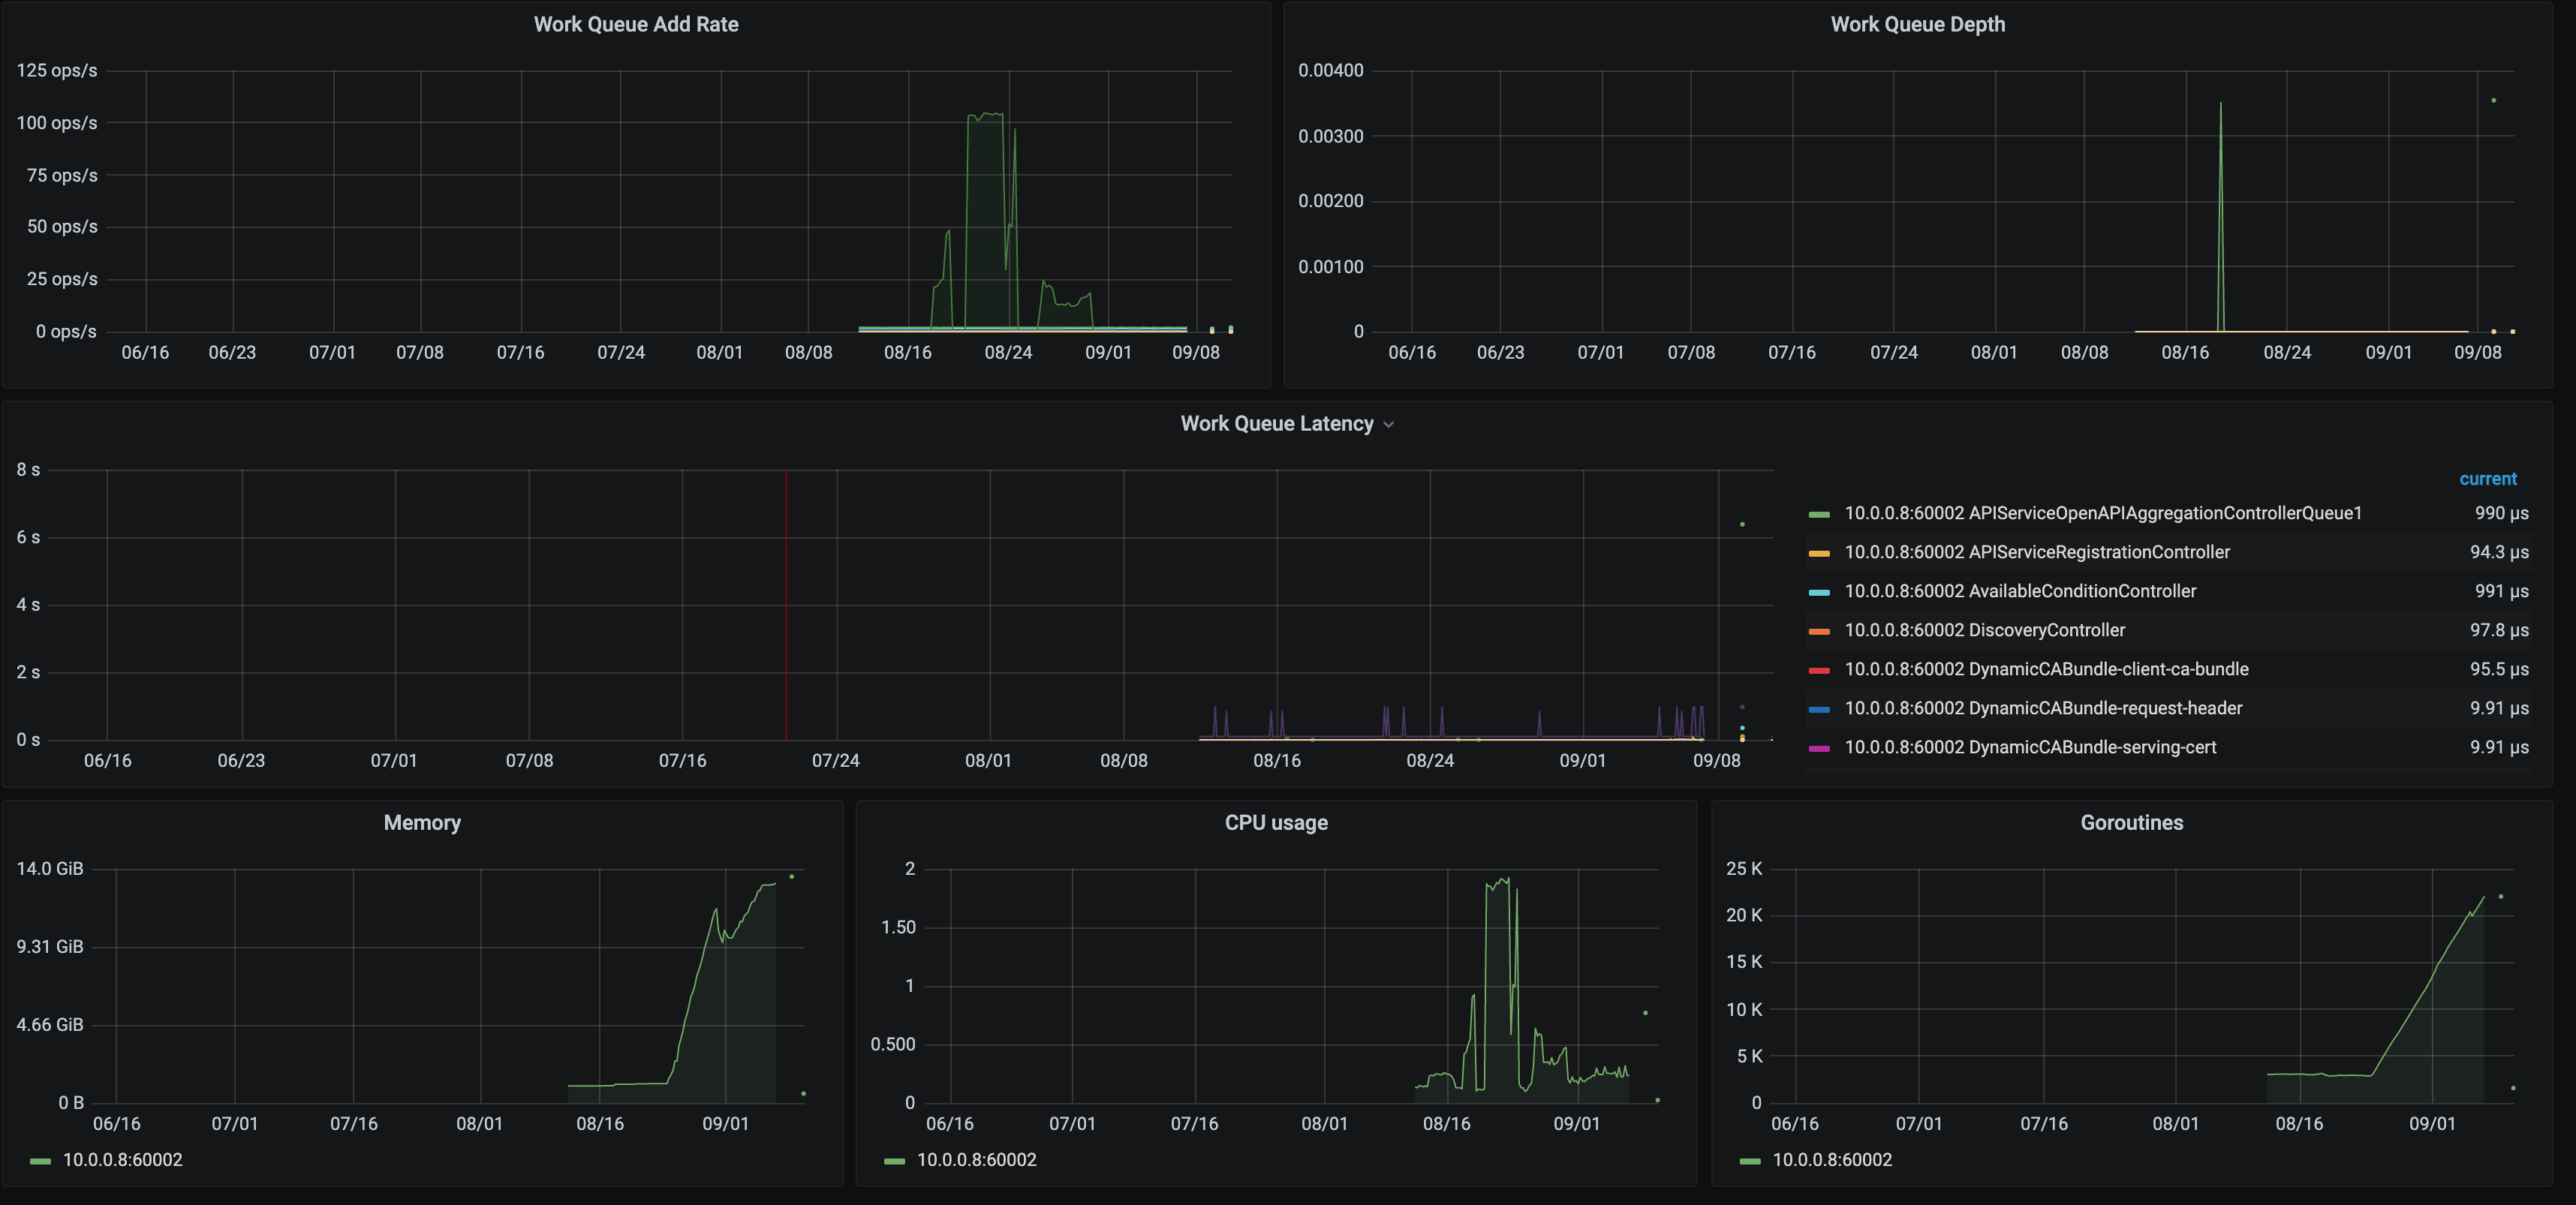 Work Queue Add Rate
125 ops/s
100 ops/s
75 ops/s
50 ops/s
25 ops/s
0 ops/s
06/16 06/23 07/01 07/08 07/16 07/24 08/01 08/08 08/16 08/24 09/01 09/08
Work Queue Depth
0.00400
0.00300
0.00200
0.00100
0
06/16 06/23 07/01 07/08 07/16 07/24 08/01 08/08 08/16 08/24 09/01 09/08
Work Queue Latency
8 s
6 s
4 s
2 s
0 s
06/16 06/23 07/01 07/08 07/16 07/24 08/01 08/08 08/16 08/24 09/01 09/08
current
10.0.0.8:60002 APIServiceOpenAPIAggregationControllerQueue1 990 µs
10.0.0.8:60002 APIServiceRegistrationController 94.3 µs
10.0.0.8:60002 AvailableConditionController 991 µs
10.0.0.8:60002 DiscoveryController 97.8 µs
10.0.0.8:60002 DynamicCABundle-client-ca-bundle 95.5 µs
10.0.0.8:60002 DynamicCABundle-request-header 9.91 µs
10.0.0.8:60002 DynamicCABundle-serving-cert 9.91 µs
Memory
14.0 GiB
9.31 GiB
4.66 GiB
0 B
06/16 07/01 07/16 08/01 08/16 09/01
10.0.0.8:60002
CPU usage
2
1.50
1
0.500
0
06/16 07/01 07/16 08/01 08/16 09/01
10.0.0.8:60002
Goroutines
25 K
20 K
15 K
10 K
5 K
0
06/16 07/01 07/16 08/01 08/16 09/01
10.0.0.8:60002